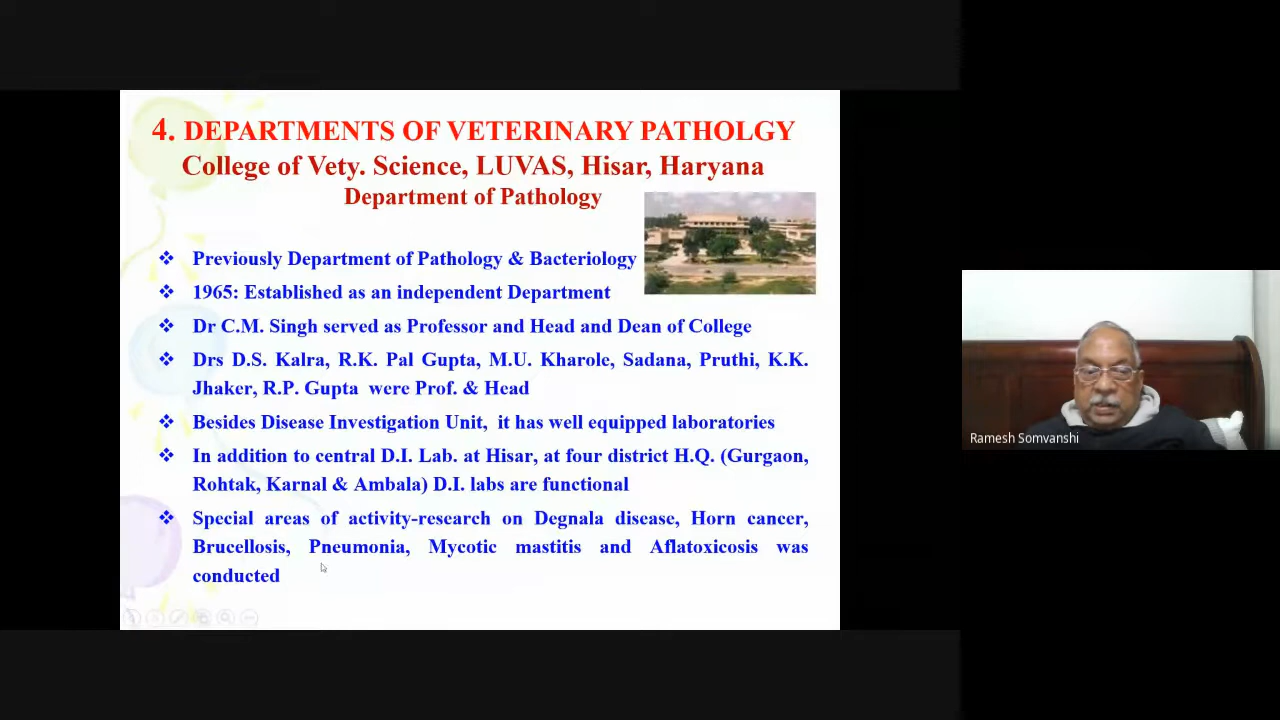 4. DEPARTMENTS OF VETERINARY PATHOLGY
College of Vety. Science, LUVAS, Hisar, Haryana
Department of Pathology
❖ Previously Department of Pathology & Bacteriology
❖ 1965: Established as an independent Department
❖ Dr C.M. Singh served as Professor and Head and Dean of College
❖ Drs D.S. Kalra, R.K. Pal Gupta, M.U. Kharole, Sadana, Pruthi, K.K.
Jhaker, R.P. Gupta were Prof. & Head
❖ Besides Disease Investigation Unit, it has well equipped laboratories
❖ In addition to central D.I. Lab. at Hisar, at four district H.Q. (Gurgaon,
Rohtak, Karnal & Ambala) D.I. labs are functional
❖ Special areas of activity-research on Degnala disease, Horn cancer,
Brucellosis, Pneumonia, Mycotic mastitis and Aflatoxicosis was
conducted
Ramesh Somvanshi